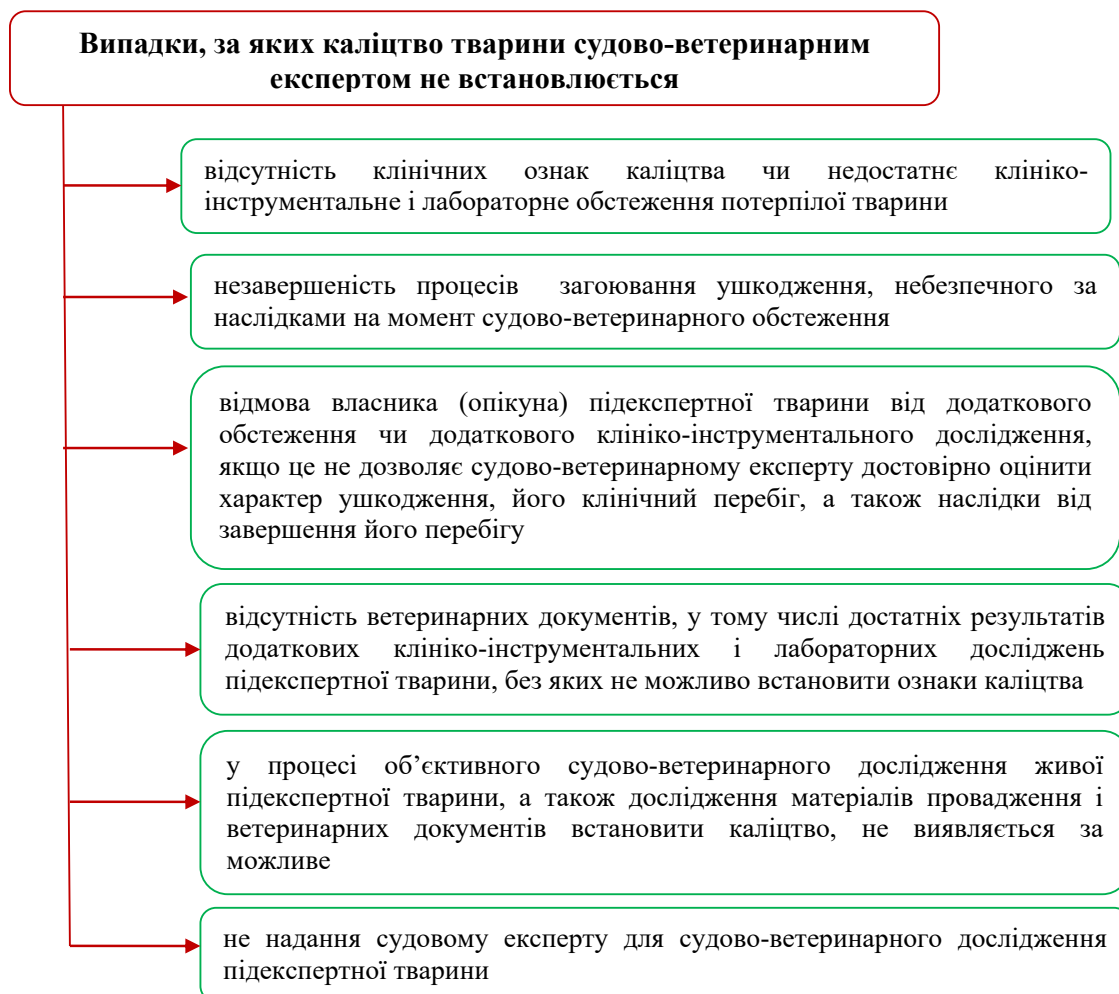 Випадки, за яких каліцтво тварини судово-ветеринарним
експертом не встановлюється
відсутність клінічних ознак каліцтва чи недостатнє клініко-
інструментальне і лабораторне обстеження потерпілої тварини
незавершеність процесів загоювання ушкодження, небезпечного за
наслідками на момент судово-ветеринарного обстеження
відмова власника (опікуна) підекспертної тварини від додаткового
обстеження чи додаткового клініко-інструментального дослідження,
якщо це не дозволяє судово-ветеринарному експерту достовірно оцінити
характер ушкодження, його клінічний перебіг, а також наслідки від
завершення його перебігу
відсутність ветеринарних документів, у тому числі достатніх результатів
додаткових клініко-інструментальних і лабораторних досліджень
підекспертної тварини, без яких не можливо встановити ознаки каліцтва
у процесі об’єктивного судово-ветеринарного дослідження живої
підекспертної тварини, а також дослідження матеріалів провадження і
ветеринарних документів встановити каліцтво, не виявляється за
можливе
не надання судовому експерту для судово-ветеринарного дослідження
підекспертної тварини